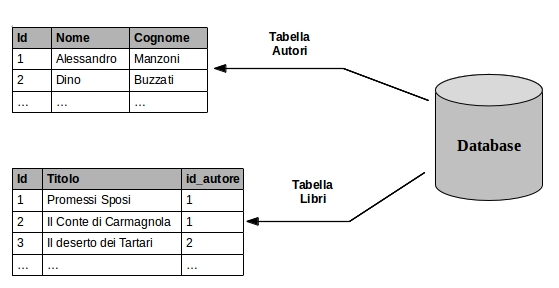 Id Nome Cognome
1 Alessandro Manzoni
2 Dino Buzzati
... ... ...
Tabella
Autori
Database
Id Titolo id_autore
1 Promessi Sposi 1
2 Il Conte di Carmagnola 1
3 Il deserto dei Tartari 2
... ... ...
Tabella
Libri